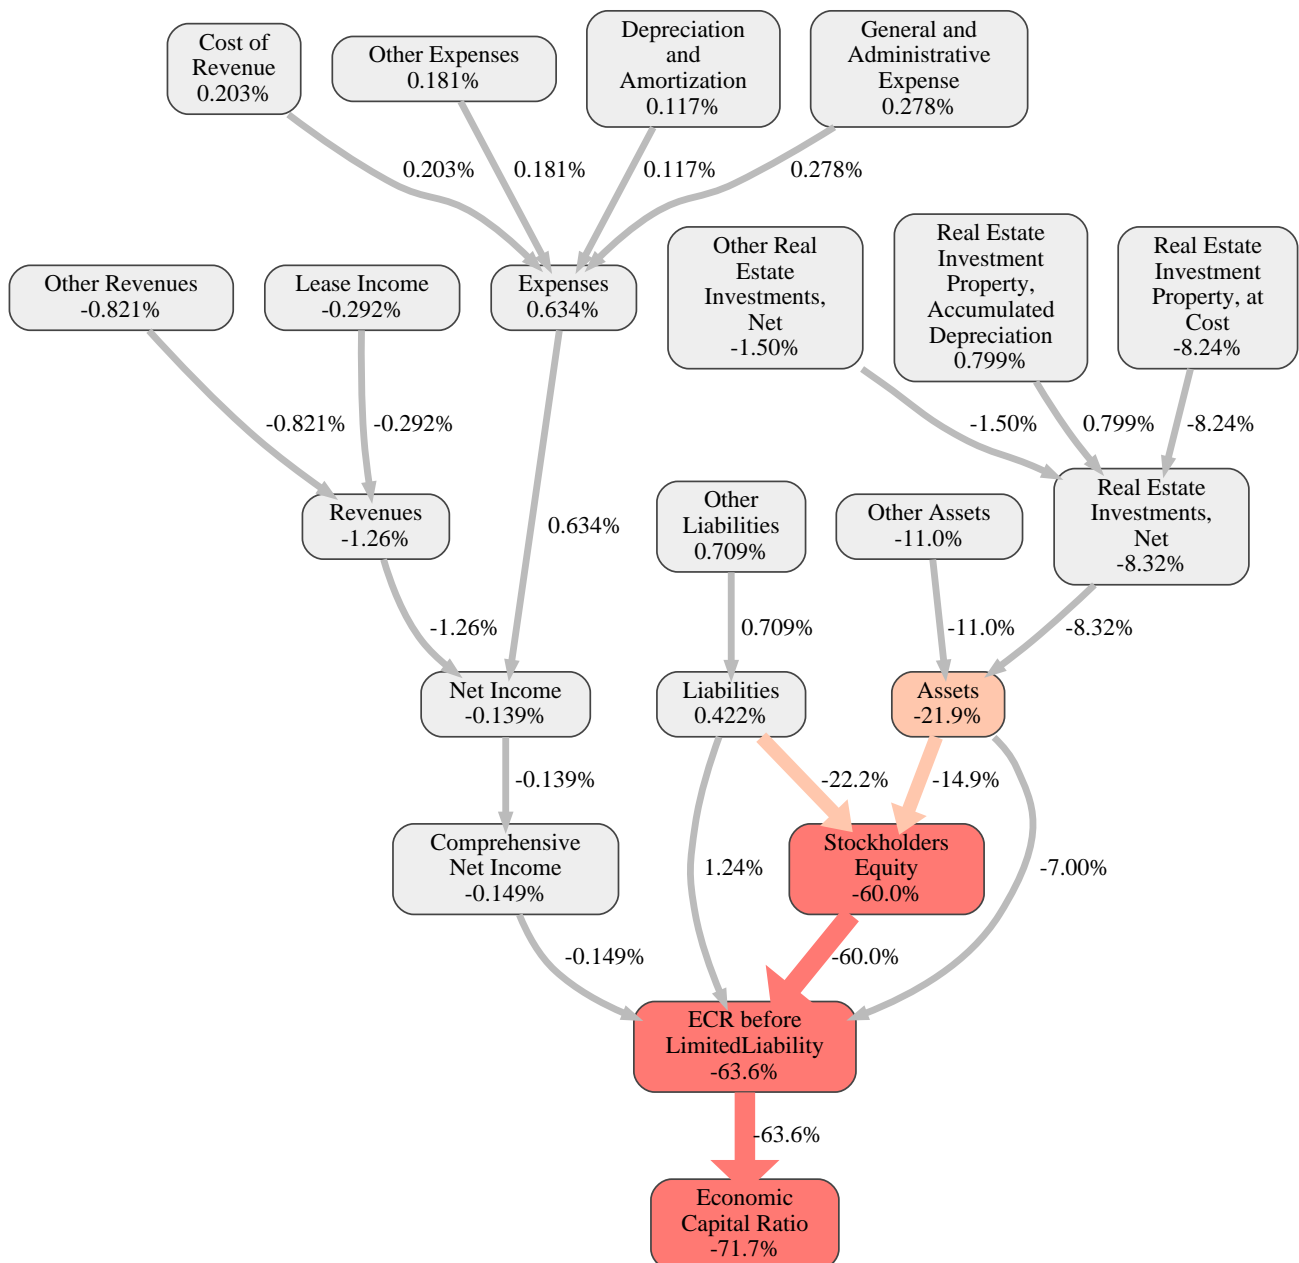 Cost of
Revenue
0.203%
Other Expenses
0.181%
Depreciation
and
Amortization
0.117%
General and
Administrative
Expense
0.278%
0.203%
0.181%
0.117%
0.278%
Other Revenues
-0.821%
Lease Income
-0.292%
Expenses
0.634%
Other Real
Estate
Investments,
Net
-1.50%
Real Estate
Investment
Property,
Accumulated
Depreciation
0.799%
Real Estate
Investment
Property, at
Cost
-8.24%
-0.821%
-0.292%
-1.50%
0.799%
-8.24%
Revenues
-1.26%
0.634%
Other
Liabilities
0.709%
Other Assets
-11.0%
Real Estate
Investments,
Net
-8.32%
-1.26%
0.709%
-11.0%
-8.32%
Net Income
-0.139%
Liabilities
0.422%
Assets
-21.9%
-0.139%
-22.2%
-14.9%
Comprehensive
Net Income
-0.149%
1.24%
Stockholders
Equity
-60.0%
-7.00%
-0.149%
-60.0%
ECR before
LimitedLiability
-63.6%
-63.6%
Economic
Capital Ratio
-71.7%